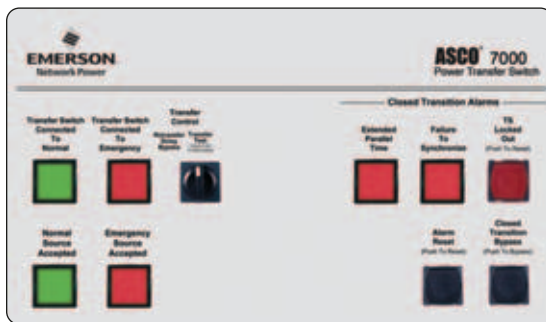 EMERSON
Network Power
ASCO® 7000
Power Transfer Switch
Closed Transition Alarms
Transfer Switch
Connected
To
Normal
Transfer Switch
Connected
To
Emergency
Transfer
Control
Transfer
Test
Extended
Parallel
Time
Failure
To
Synchronize
TS
Locked
Out
(Push To Reset)
Normal
Source
Accepted
Emergency
Source
Accepted
Alarm
Reset
(Push To Reset)
Closed
Transition
Bypass
(Push To Bypass)